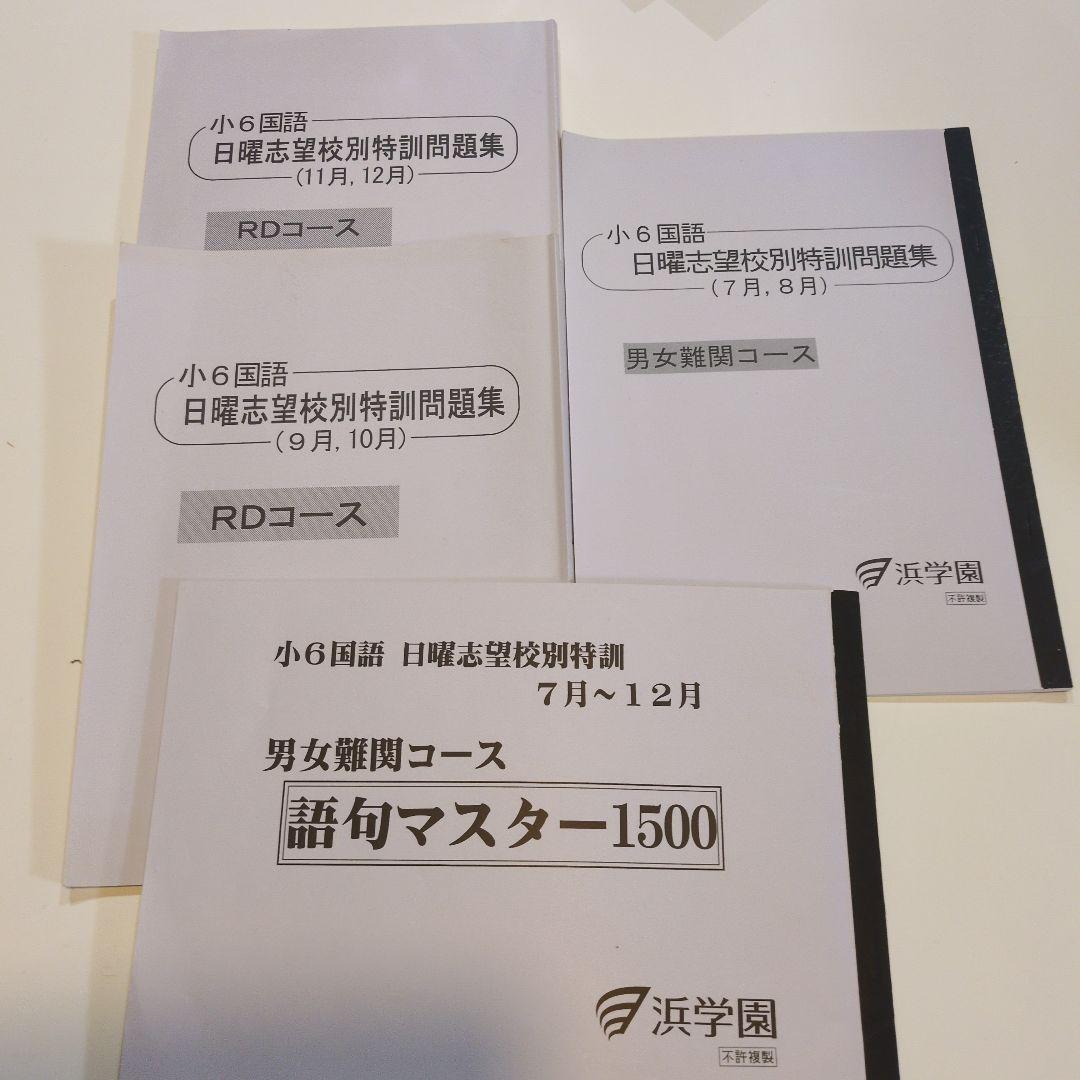 小6国語
日曜志望校別特訓問題集
(11月,12月)
RDコース
小6国語
日曜志望校別特訓問題集
(7月,8月)
男女難関コース
浜学園
不許複製
小6国語
日曜志望校別特訓問題集
(9月,10月)
RDコース
小6国語 日曜志望校別特訓
7月~12月
男女難関コース
語句マスター1500
浜学園
不許複製